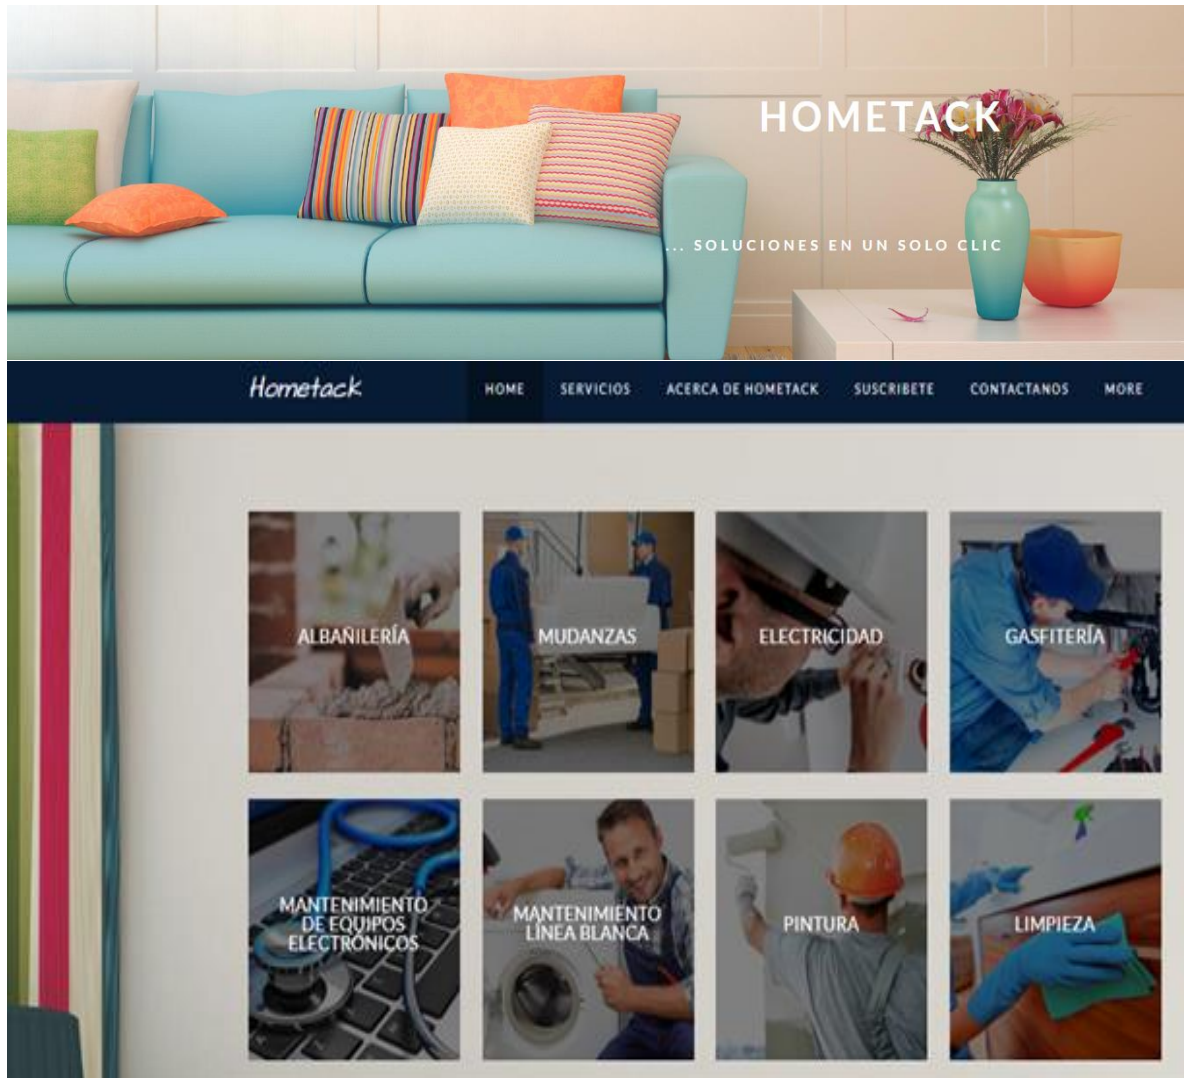 HOMETACK
... SOLUCIONES EN UN SOLO CLIC
Hometack
HOME
SERVICIOS
ACERCA DE HOMETACK
SUSCRIBETE
CONTACTANOS
MORE
ALBAÑILERÍA
MUDANZAS
ELECTRICIDAD
GASFITERÍA
MANTENIMIENTO
DE EQUIPOS
ELECTRÓNICOS
MANTENIMIENTO
LÍNEA BLANCA
PINTURA
LIMPIEZA